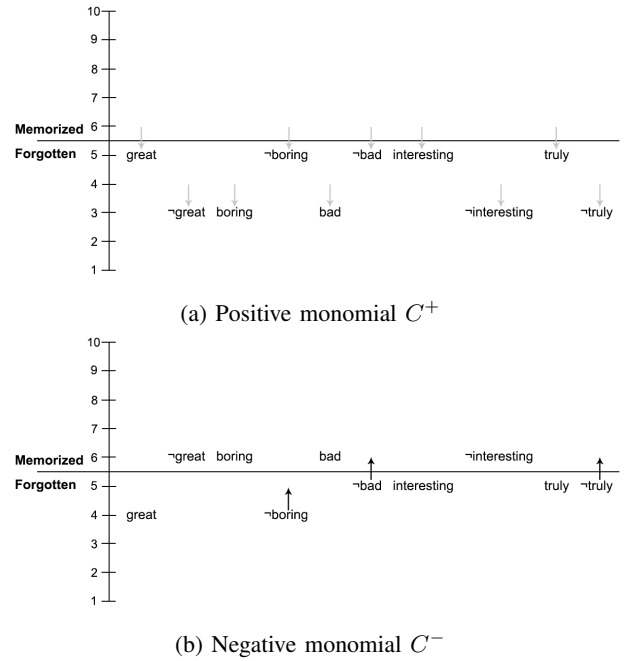 10
9
8
7
Memorized 6
Forgotten 5 great ¬boring ¬bad interesting truly
4
3 ¬great boring bad ¬interesting ¬truly
2
1
(a) Positive monomial C⁺
10
9
8
7
Memorized 6 ¬great boring bad ¬interesting
Forgotten 5 ¬bad interesting truly ¬truly
4 great ¬boring
3
2
1
(b) Negative monomial C⁻